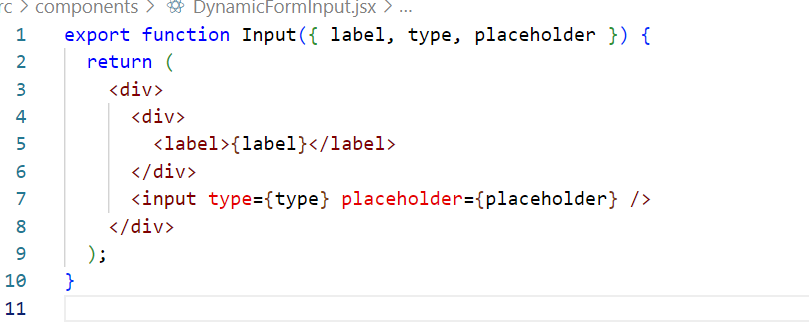 rc > components > DynamicFormInput.jsx > ...
1 export function Input({ label, type, placeholder }) {
2 return (
3 <div>
4 <div>
5 <label>{label}</label>
6 </div>
7 <input type={type} placeholder={placeholder} />
8 </div>
9 );
10 }
11